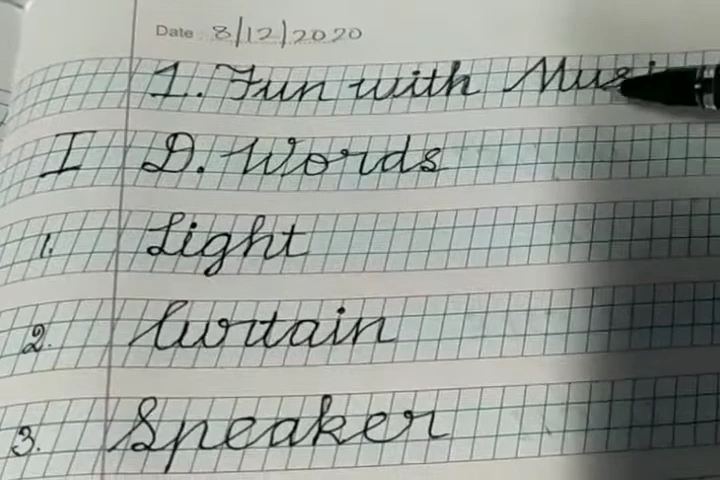 Date 8/12/2020
1. Fun with
I D. Words
1. Light
2. Curtain
3. Speaker